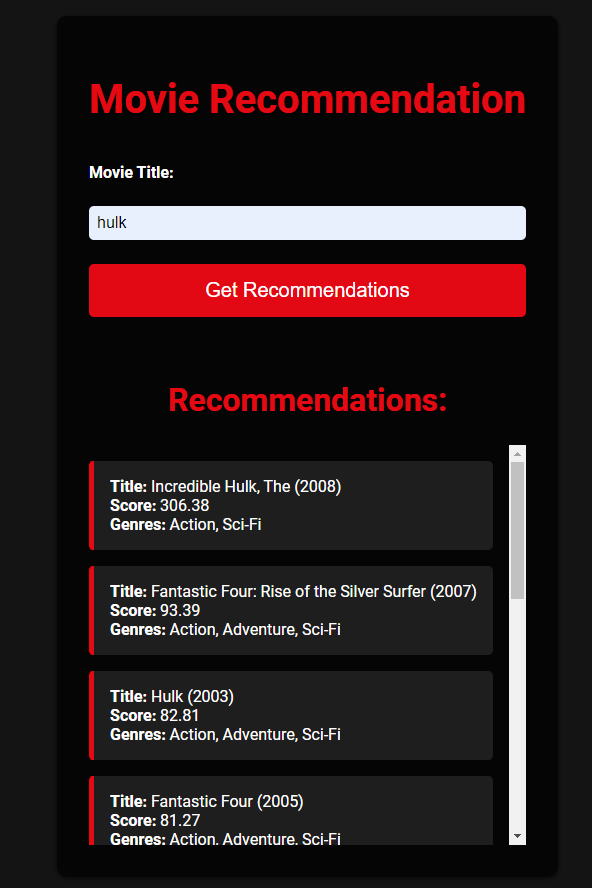 Movie Recommendation
Movie Title:
hulk
Get Recommendations
Recommendations:
Title: Incredible Hulk, The (2008)
Score: 306.38
Genres: Action, Sci-Fi
Title: Fantastic Four: Rise of the Silver Surfer (2007)
Score: 93.39
Genres: Action, Adventure, Sci-Fi
Title: Hulk (2003)
Score: 82.81
Genres: Action, Adventure, Sci-Fi
Title: Fantastic Four (2005)
Score: 81.27
Genres: Action, Adventure, Sci-Fi